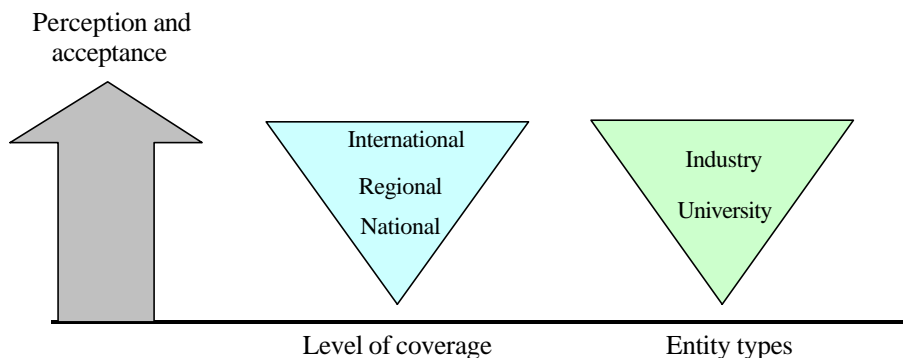 Perception and
acceptance
International
Regional
National
Industry
University
Level of coverage
Entity types